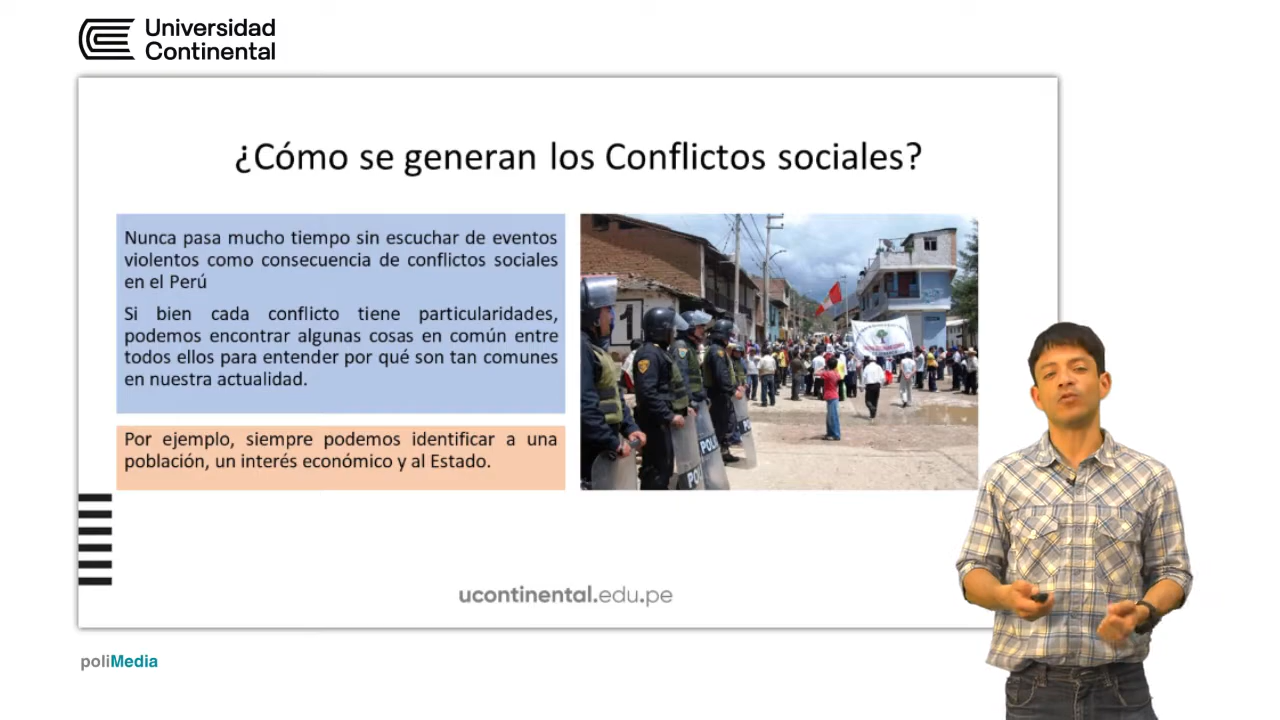 Universidad
Continental
¿Cómo se generan los Conflictos sociales?
Nunca pasa mucho tiempo sin escuchar de eventos
violentos como consecuencia de conflictos sociales
en el Perú
Si bien cada conflicto tiene particularidades,
podemos encontrar algunas cosas en común entre
todos ellos para entender por qué son tan comunes
en nuestra actualidad.
Por ejemplo, siempre podemos identificar a una
población, un interés económico y al Estado.
1
POLI
ucontinental.edu.pe
poliMedia